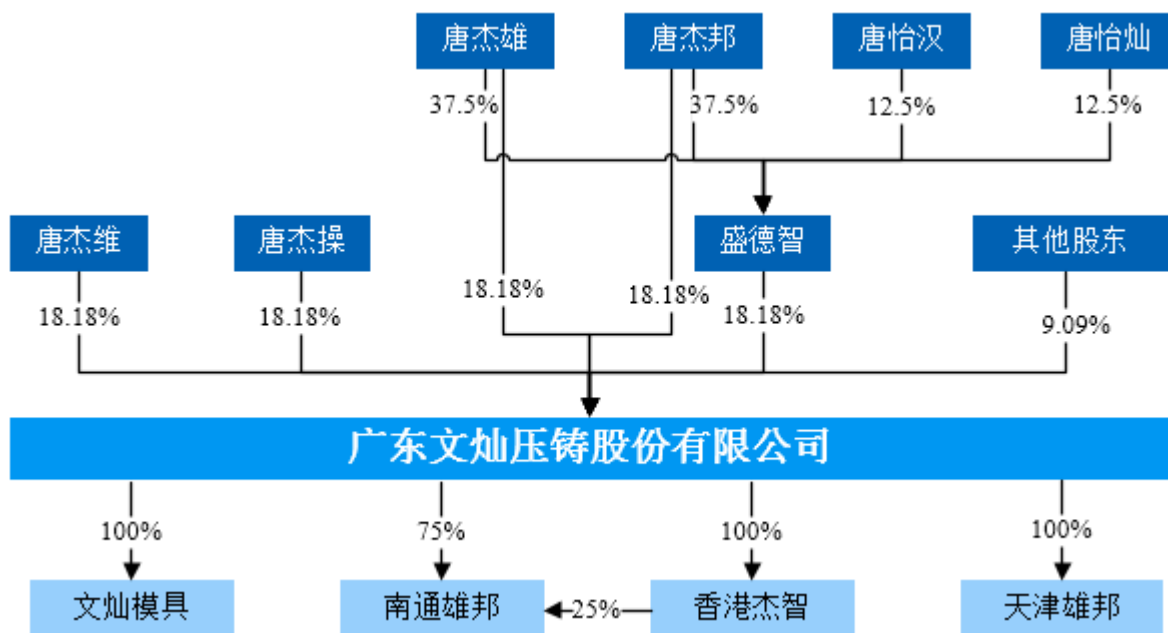 唐杰雄 唐杰邦 唐怡汉 唐怡灿
37.5% 37.5% 12.5% 12.5%
唐杰维 唐杰操 盛德智 其他股东
18.18% 18.18%
18.18% 18.18% 18.18% 9.09%
广东文灿压铸股份有限公司
100% 75% 100% 100%
文灿模具 南通雄邦 25% 香港杰智 天津雄邦